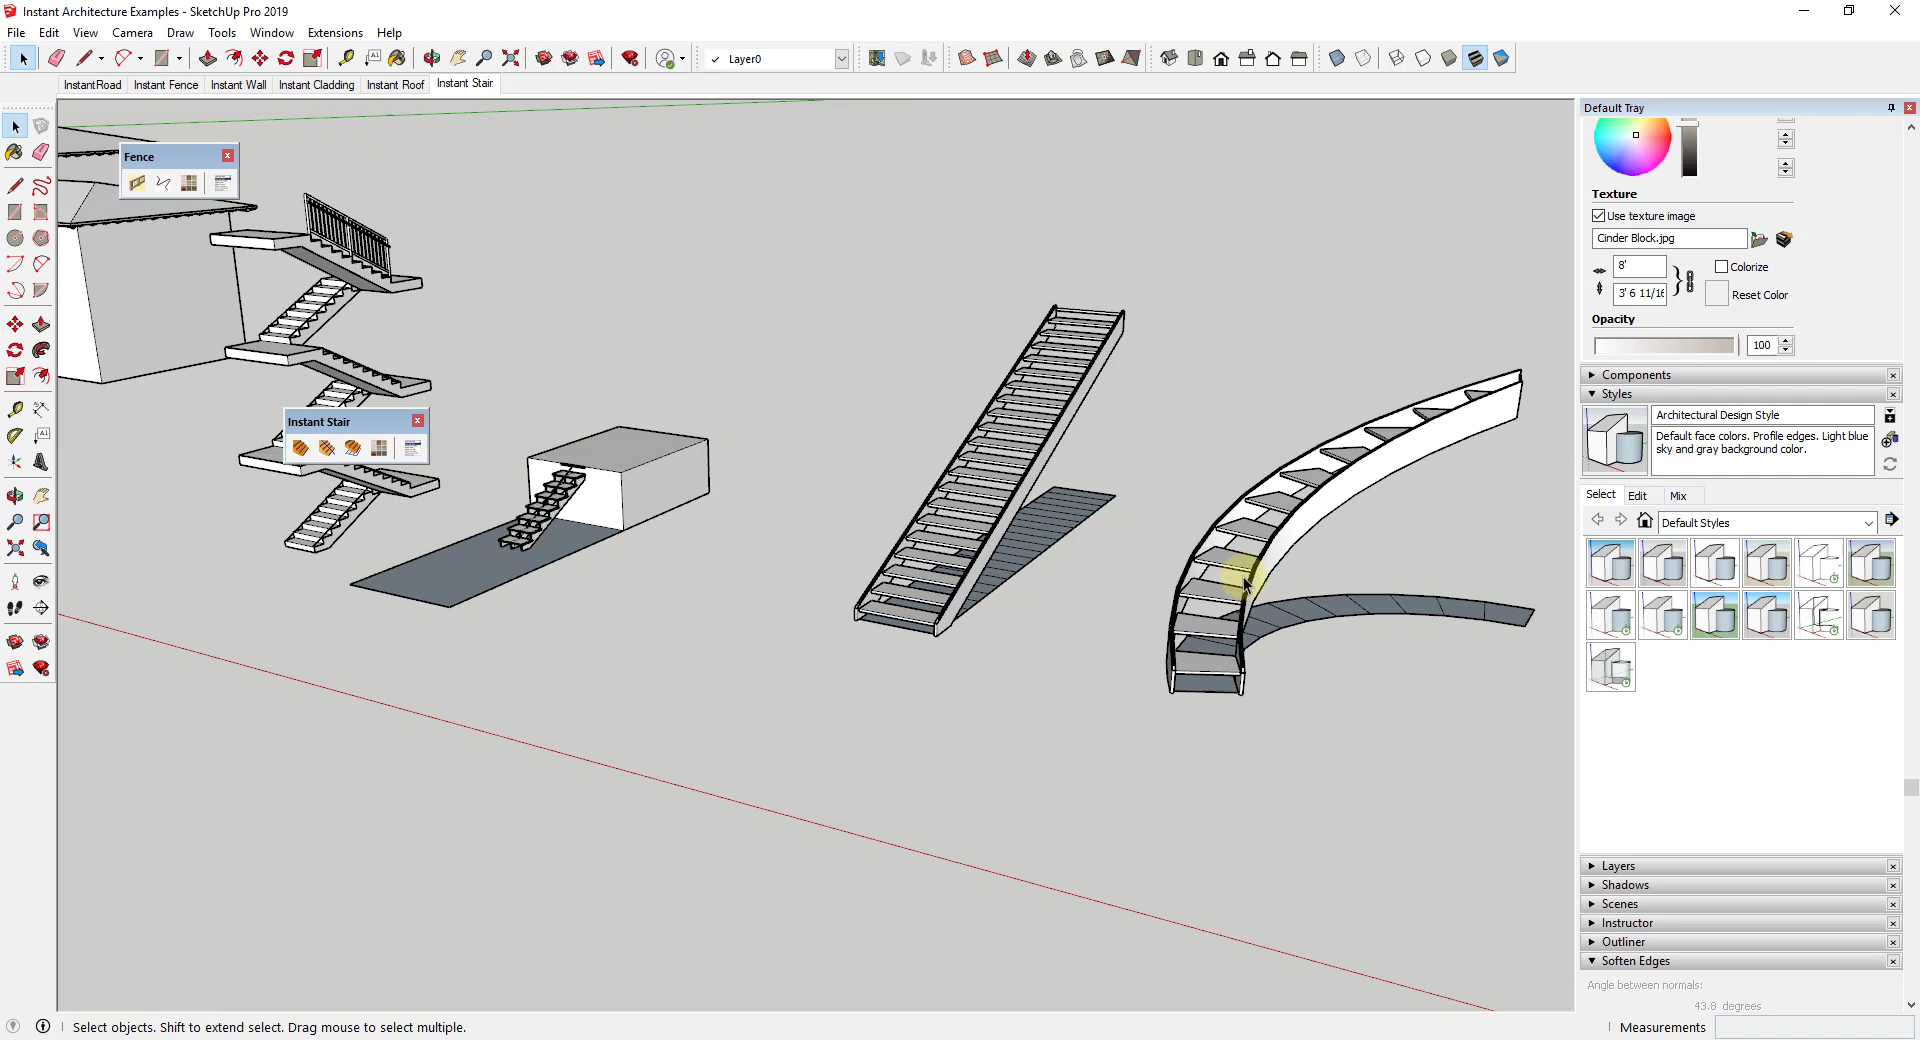 Instant Architecture Examples - SketchUp Pro 2019
File Edit View Camera Draw Tools Window Extensions Help
Layer0
InstantRoad Instant Fence Instant Wall Instant Cladding Instant Roof Instant Stair
Default Tray
Fence
Texture
Use texture image
Cinder Block.jpg
8' Colorize
3' 6 11/16 Reset Color
Opacity
100
Components
Styles
Architectural Design Style
Default face colors. Profile edges. Light blue
sky and gray background color.
Instant Stair
Select Edit Mix
Default Styles
Layers
Shadows
Scenes
Instructor
Outliner
Soften Edges
Angle between normals:
43.8 degrees
Select objects. Shift to extend select. Drag mouse to select multiple.
Measurements